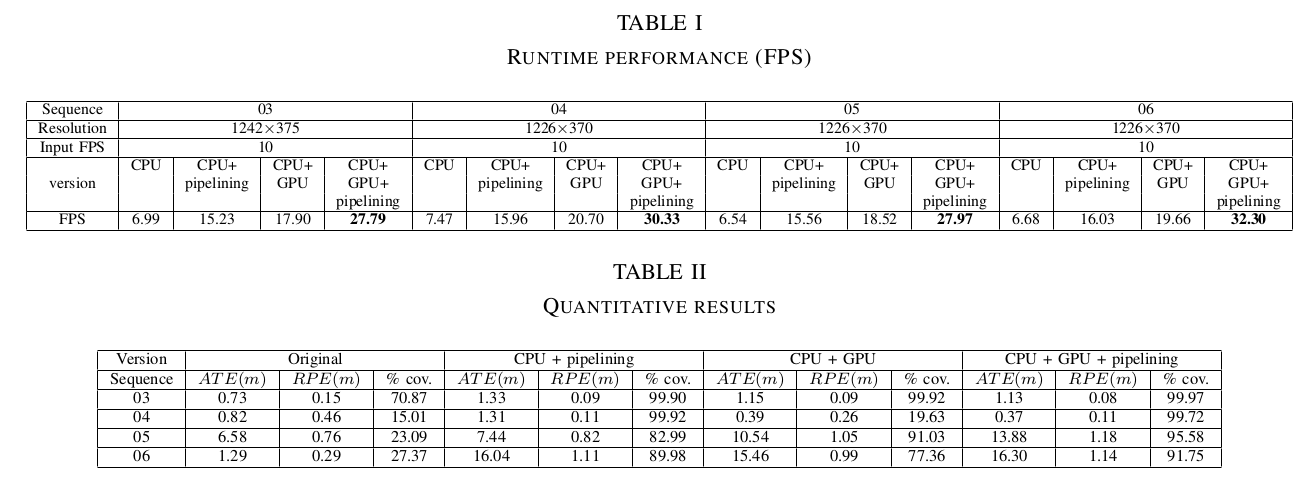 TABLE I
RUNTIME PERFORMANCE (FPS)
Sequence 03 04 05 06
Resolution 1242×375 1226×370 1226×370 1226×370
Input FPS 10 10 10 10
CPU CPU+ CPU+ CPU+ CPU CPU+ CPU+ CPU+ CPU CPU+ CPU+ CPU+ CPU CPU+ CPU+ CPU+
version pipelining GPU GPU+ pipelining GPU GPU+ pipelining GPU GPU+ pipelining GPU GPU+
pipelining pipelining pipelining pipelining
FPS 6.99 15.23 17.90 27.79 7.47 15.96 20.70 30.33 6.54 15.56 18.52 27.97 6.68 16.03 19.66 32.30
TABLE II
QUANTITATIVE RESULTS
Version Original CPU + pipelining CPU + GPU CPU + GPU + pipelining
Sequence ATE(m) RPE(m) % cov. ATE(m) RPE(m) % cov. ATE(m) RPE(m) % cov. ATE(m) RPE(m) % cov.
03 0.73 0.15 70.87 1.33 0.09 99.90 1.15 0.09 99.92 1.13 0.08 99.97
04 0.82 0.46 15.01 1.31 0.11 99.92 0.39 0.26 19.63 0.37 0.11 99.72
05 6.58 0.76 23.09 7.44 0.82 82.99 10.54 1.05 91.03 13.88 1.18 95.58
06 1.29 0.29 27.37 16.04 1.11 89.98 15.46 0.99 77.36 16.30 1.14 91.75